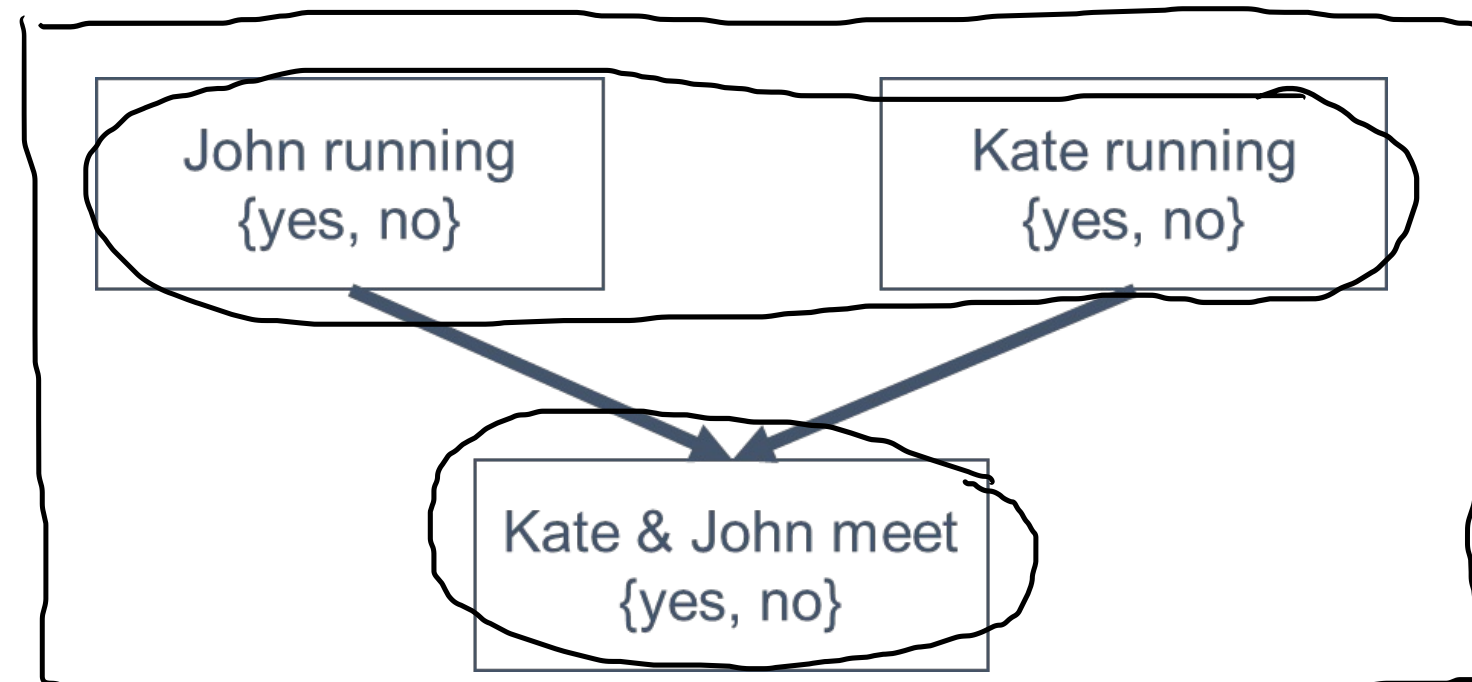 John running
{yes, no}
Kate running
{yes, no}
Kate & John meet
{yes, no}